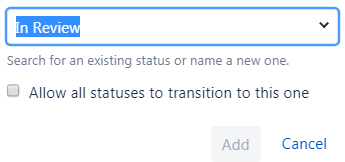 In Review
Search for an existing status or name a new one.
Allow all statuses to transition to this one
Add Cancel